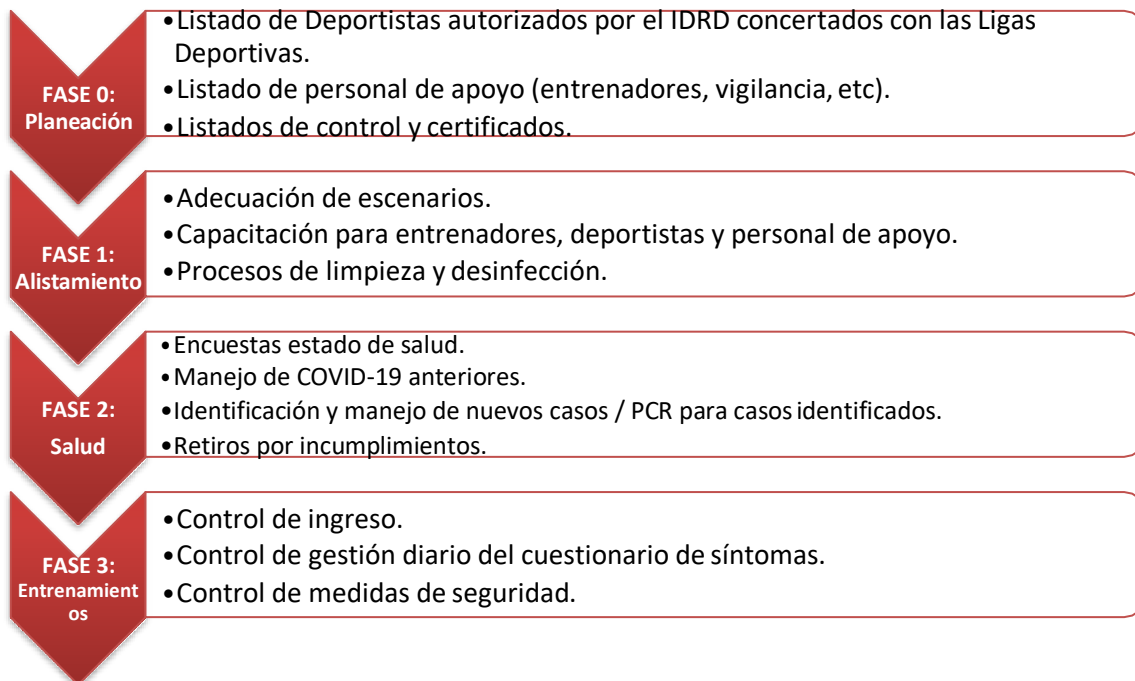 FASE 0:
Planeación
•Listado de Deportistas autorizados por el IDRD concertados con las Ligas
Deportivas.
•Listado de personal de apoyo (entrenadores, vigilancia, etc).
•Listados de control y certificados.
FASE 1:
Alistamiento
•Adecuación de escenarios.
•Capacitación para entrenadores, deportistas y personal de apoyo.
•Procesos de limpieza y desinfección.
FASE 2:
Salud
•Encuestas estado de salud.
•Manejo de COVID-19 anteriores.
•Identificación y manejo de nuevos casos / PCR para casos identificados.
•Retiros por incumplimientos.
FASE 3:
Entrenamient
os
•Control de ingreso.
•Control de gestión diario del cuestionario de síntomas.
•Control de medidas de seguridad.